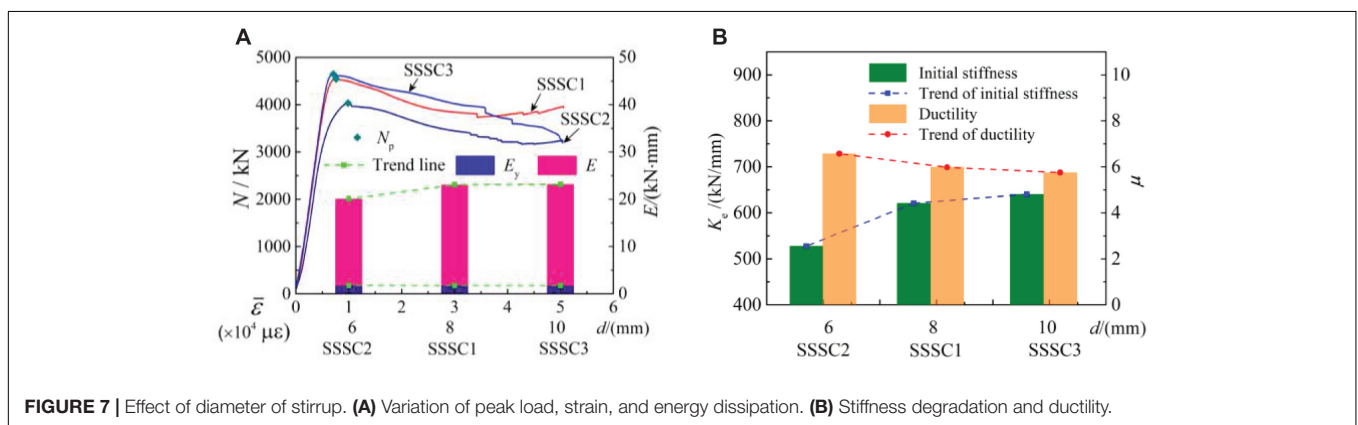 A
B
5000
4000
3000
2000
1000
0
N / kN
50
40
30
20
10
0
E/(kN·mm)
SSSC3
SSSC1
SSSC2
Np
Trend line
Ey
E
ε̄
1
2
3
4
5
6
(×10⁴ με)
6
8
10
d/(mm)
SSSC2
SSSC1
SSSC3
900
800
700
600
500
400
Ke /(kN/mm)
10
8
6
4
2
0
μ
Initial stiffness
Trend of initial stiffness
Ductility
Trend of ductility
6
8
10
d/(mm)
SSSC2
SSSC1
SSSC3
FIGURE 7 | Effect of diameter of stirrup. (A) Variation of peak load, strain, and energy dissipation. (B) Stiffness degradation and ductility.